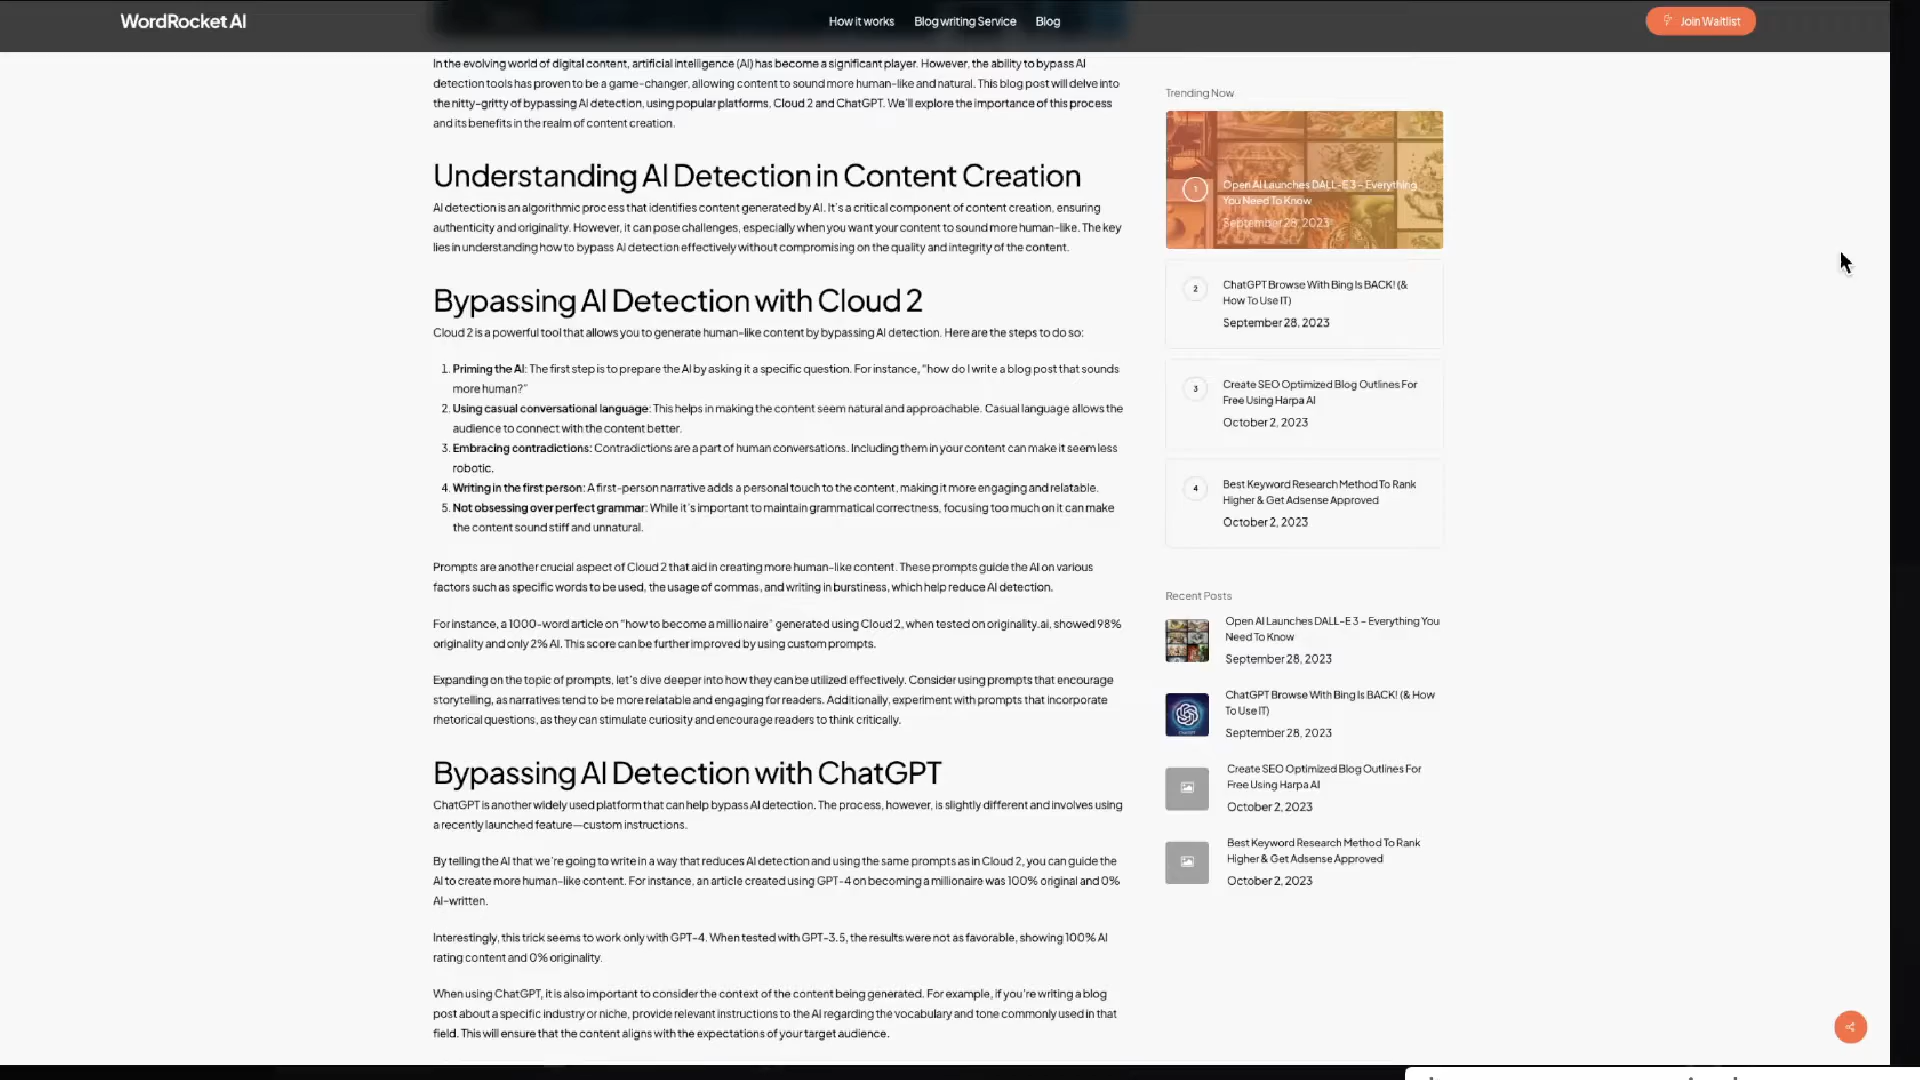 WordRocket AI
How it works
Blog writing Service
Blog
Join Waitlist
In the evolving world of digital content, artificial intelligence (AI) has become a significant player. However, the ability to bypass AI
detection tools has proven to be a game-changer, allowing content to sound more human-like and natural. This blog post will delve into
the nitty-gritty of bypassing AI detection, using popular platforms, Cloud 2 and ChatGPT. We'll explore the importance of this process
and its benefits in the realm of content creation.
Understanding AI Detection in Content Creation
AI detection is an algorithmic process that identifies content generated by AI. It's a critical component of content creation, ensuring
authenticity and originality. However, it can pose challenges, especially when you want your content to sound more human-like. The key
lies in understanding how to bypass AI detection effectively without compromising on the quality and integrity of the content.
Bypassing AI Detection with Cloud 2
Cloud 2 is a powerful tool that allows you to generate human-like content by bypassing AI detection. Here are the steps to do so:
1. Priming the AI: The first step is to prepare the AI by asking it a specific question. For instance, "how do I write a blog post that sounds
more human?"
2. Using casual conversational language: This helps in making the content seem natural and approachable. Casual language allows the
audience to connect with the content better.
3. Embracing contradictions: Contradictions are a part of human conversations. Including them in your content can make it seem less
robotic.
4. Writing in the first person: A first-person narrative adds a personal touch to the content, making it more engaging and relatable.
5. Not obsessing over perfect grammar: While it's important to maintain grammatical correctness, focusing too much on it can make
the content sound stiff and unnatural.
Prompts are another crucial aspect of Cloud 2 that aid in creating more human-like content. These prompts guide the AI on various
factors such as specific words to be used, the usage of commas, and writing in burstiness, which help reduce AI detection.
For instance, a 1000-word article on "how to become a millionaire" generated using Cloud 2, when tested on originality.ai, showed 98%
originality and only 2% AI. This score can be further improved by using custom prompts.
Expanding on the topic of prompts, let's dive deeper into how they can be utilized effectively. Consider using prompts that encourage
storytelling, as narratives tend to be more relatable and engaging for readers. Additionally, experiment with prompts that incorporate
rhetorical questions, as they can stimulate curiosity and encourage readers to think critically.
Bypassing AI Detection with ChatGPT
ChatGPT is another widely used platform that can help bypass AI detection. The process, however, is slightly different and involves using
a recently launched feature—custom instructions.
By telling the AI that we're going to write in a way that reduces AI detection and using the same prompts as in Cloud 2, you can guide the
AI to create more human-like content. For instance, an article created using GPT-4 on becoming a millionaire was 100% original and 0%
AI-written.
Interestingly, this trick seems to work only with GPT-4. When tested with GPT-3.5, the results were not as favorable, showing 100% AI
rating content and 0% originality.
When using ChatGPT, it is also important to consider the context of the content being generated. For example, if you're writing a blog
post about a specific industry or niche, provide relevant instructions to the AI regarding the vocabulary and tone commonly used in that
field. This will ensure that the content aligns with the expectations of your target audience.
Trending Now
1
Open AI Launches DALL-E 3 – Everything
You Need To Know
September 28, 2023
2
ChatGPT Browse With Bing Is BACK! (&
How To Use IT)
September 28, 2023
3
Create SEO Optimized Blog Outlines For
Free Using Harpa AI
October 2, 2023
4
Best Keyword Research Method To Rank
Higher & Get Adsense Approved
October 2, 2023
Recent Posts
Open AI Launches DALL-E 3 – Everything You
Need To Know
September 28, 2023
ChatGPT Browse With Bing Is BACK! (& How
To Use IT)
September 28, 2023
Create SEO Optimized Blog Outlines For
Free Using Harpa AI
October 2, 2023
Best Keyword Research Method To Rank
Higher & Get Adsense Approved
October 2, 2023